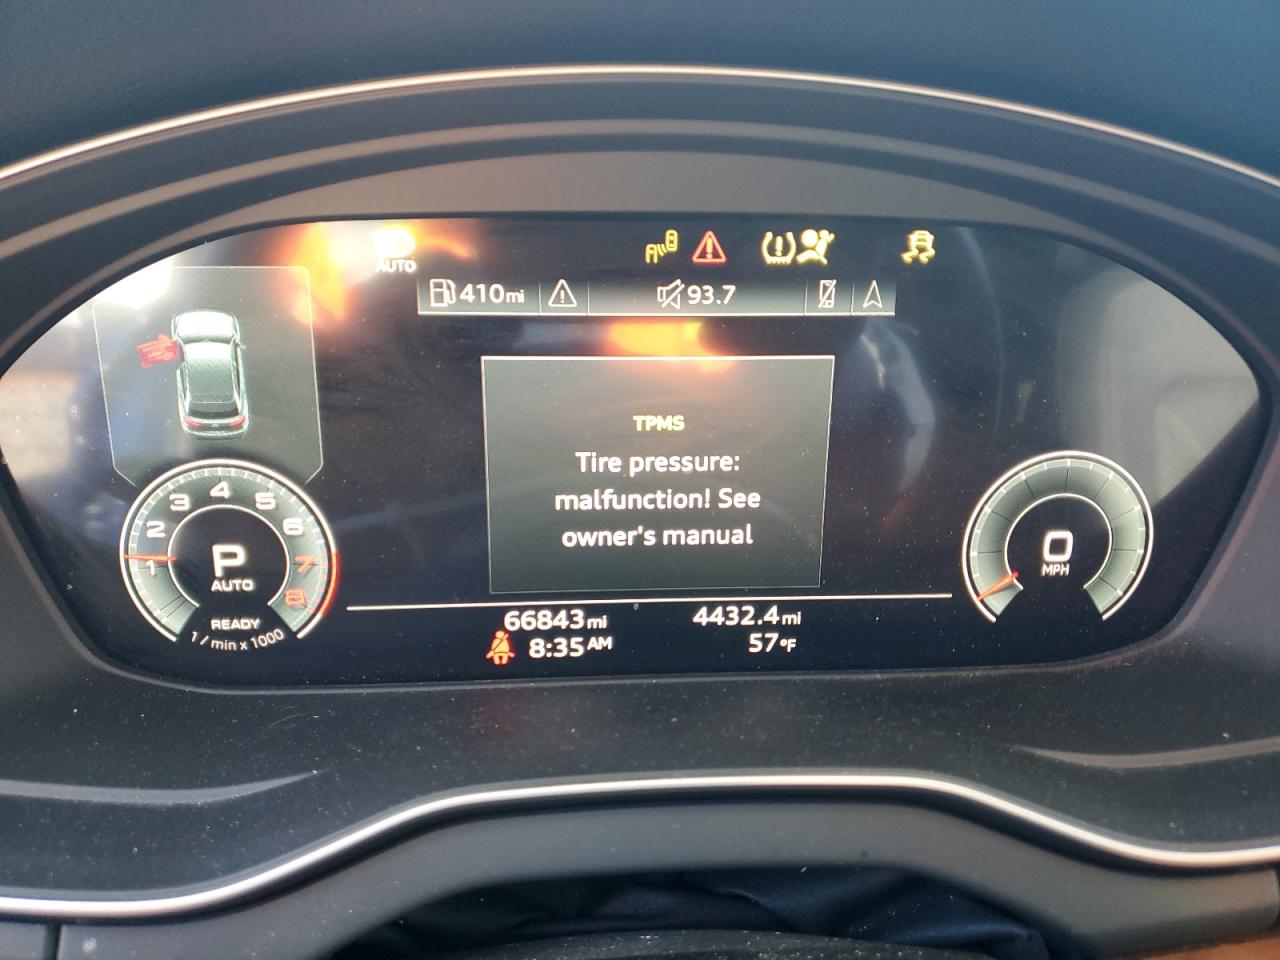 AUTO
410mi
93.7
TPMS
Tire pressure:
malfunction! See
owner's manual
1
2
3
4
5
6
7
8
P
AUTO
READY
1 / min x 1000
0
MPH
66843mi
4432.4mi
8:35AM
57°F